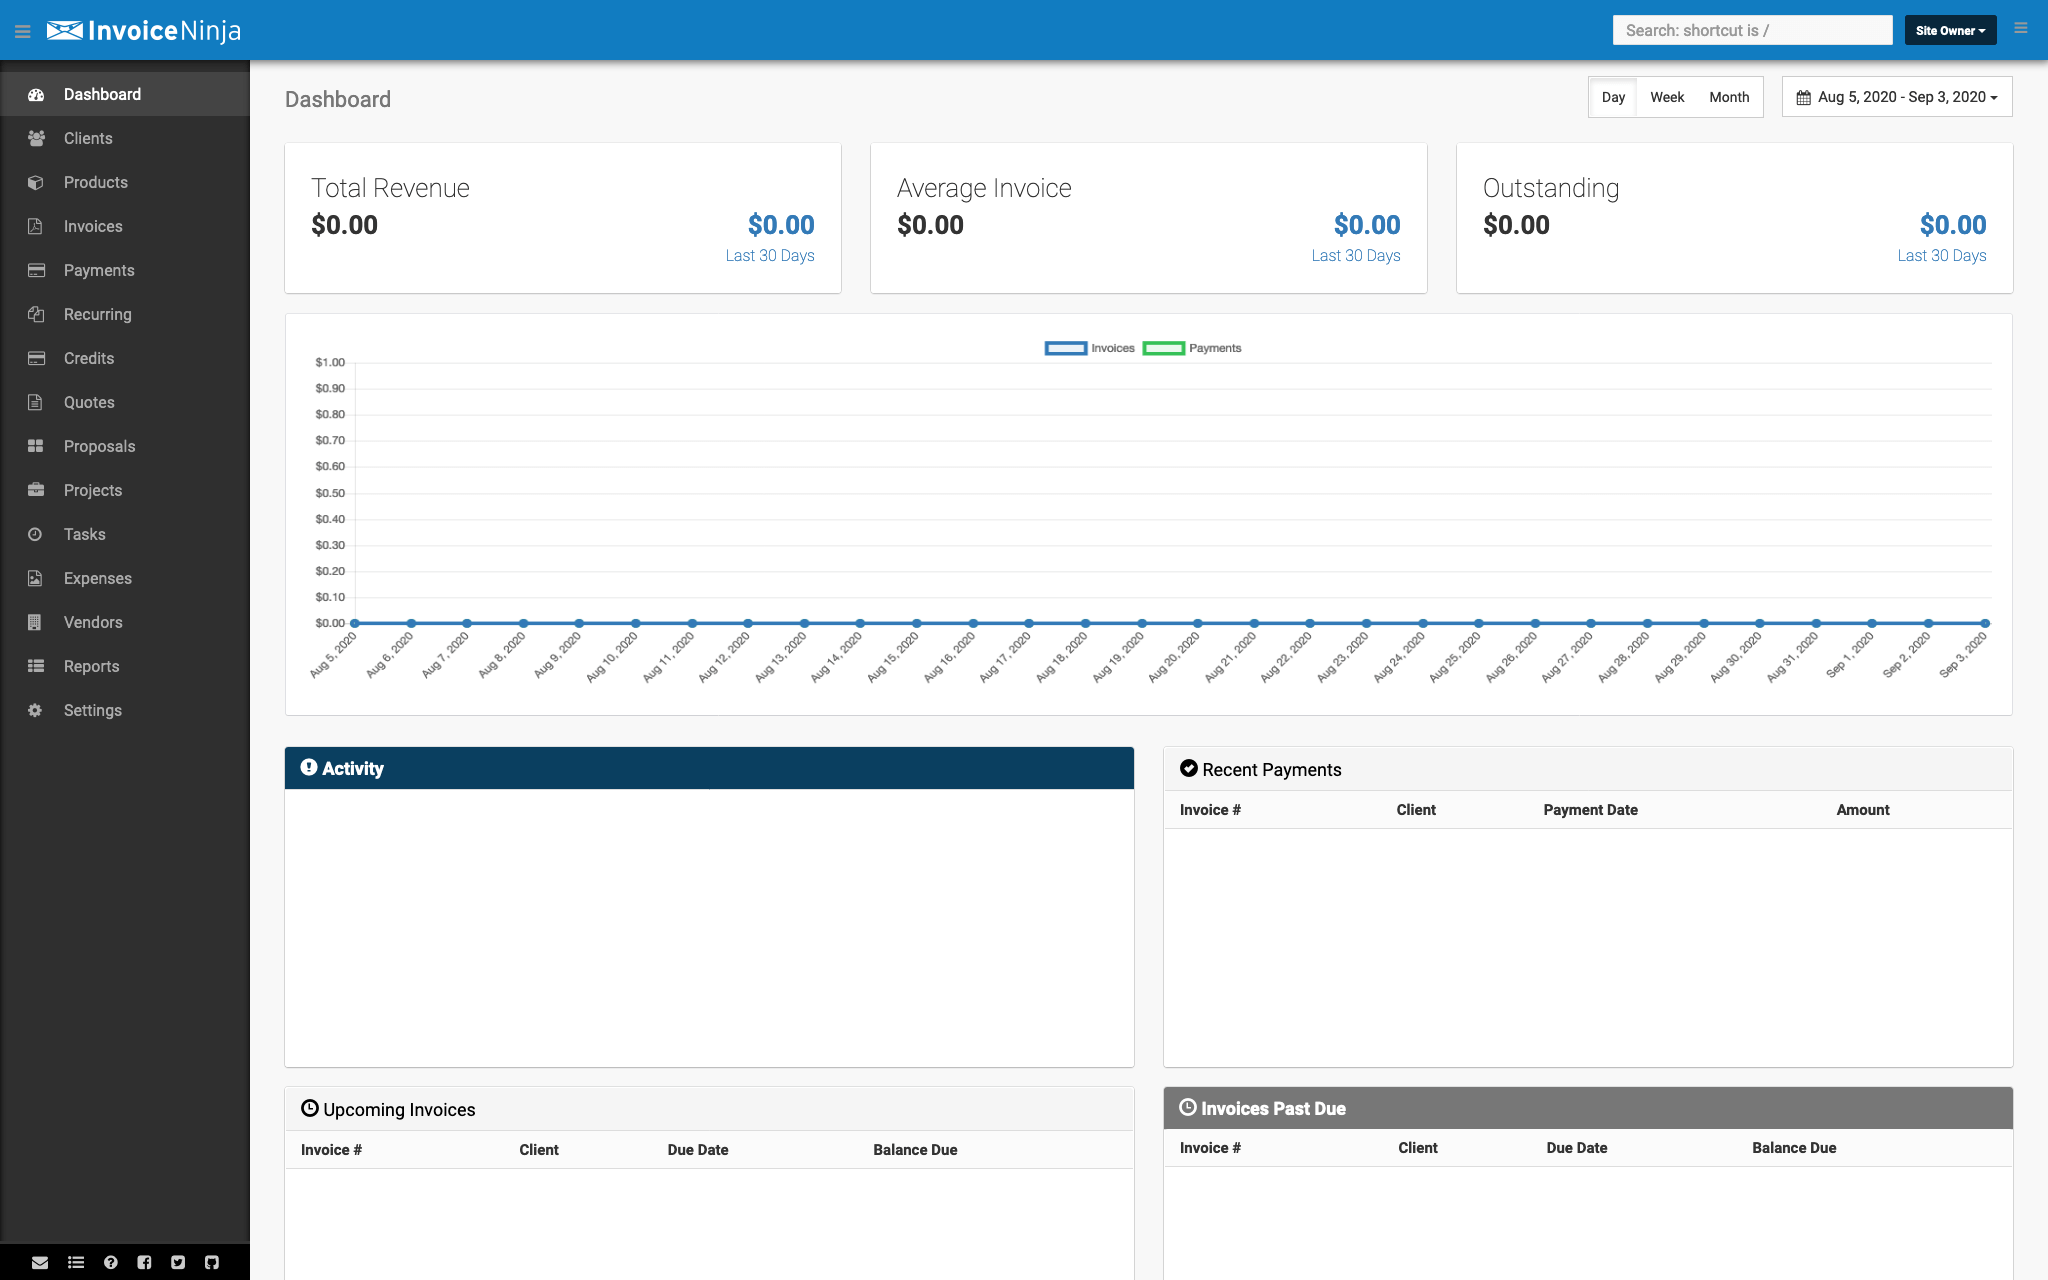 InvoiceNinja
Search: shortcut is /
Site Owner
Dashboard
Clients
Products
Invoices
Payments
Recurring
Credits
Quotes
Proposals
Projects
Tasks
Expenses
Vendors
Reports
Settings
Dashboard
Day Week Month
Aug 5, 2020 - Sep 3, 2020
Total Revenue
$0.00
$0.00
Last 30 Days
Average Invoice
$0.00
$0.00
Last 30 Days
Outstanding
$0.00
$0.00
Last 30 Days
Invoices Payments
$1.00
$0.90
$0.80
$0.70
$0.60
$0.50
$0.40
$0.30
$0.20
$0.10
$0.00
Aug 5, 2020
Aug 6, 2020
Aug 7, 2020
Aug 8, 2020
Aug 9, 2020
Aug 10, 2020
Aug 11, 2020
Aug 12, 2020
Aug 13, 2020
Aug 14, 2020
Aug 15, 2020
Aug 16, 2020
Aug 17, 2020
Aug 18, 2020
Aug 19, 2020
Aug 20, 2020
Aug 21, 2020
Aug 22, 2020
Aug 23, 2020
Aug 24, 2020
Aug 25, 2020
Aug 26, 2020
Aug 27, 2020
Aug 28, 2020
Aug 29, 2020
Aug 30, 2020
Aug 31, 2020
Sep 1, 2020
Sep 2, 2020
Sep 3, 2020
Activity
Recent Payments
Invoice # Client Payment Date Amount
Upcoming Invoices
Invoice # Client Due Date Balance Due
Invoices Past Due
Invoice # Client Due Date Balance Due